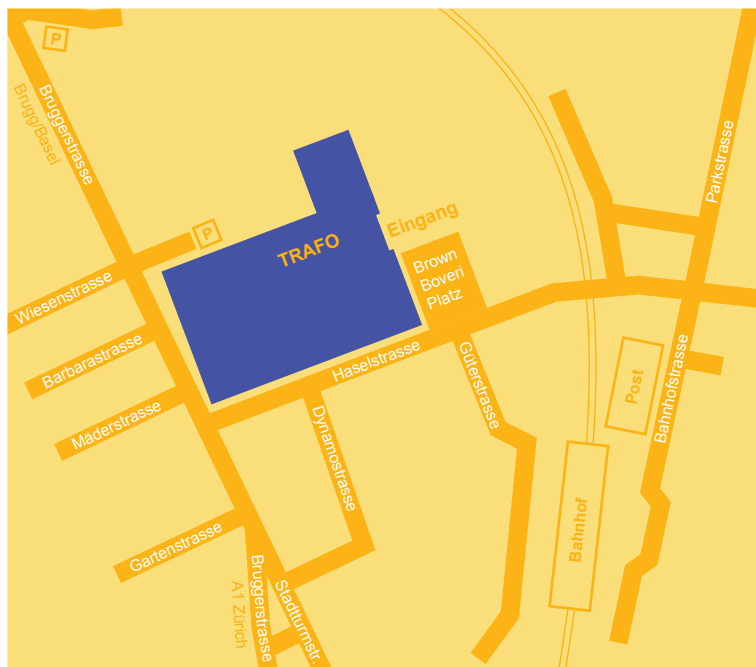 P
Brugg/Basel
Bruggerstrasse
Parkstrasse
P
Eingang
TRAFO
Brown
Boveri
Platz
Wiesenstrasse
Barbarastrasse
Haselstrasse
Güterstrasse
Post
Bahnhofstrasse
Mäderstrasse
Dynamostrasse
Bahnhof
Gartenstrasse
A1 Zürich
Bruggerstrasse
Stadtturmstr.